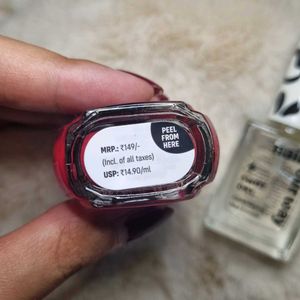 PEEL
FROM
HERE
MRP.: ₹149/-
(Incl. of all taxes)
USP: ₹14.90/ml